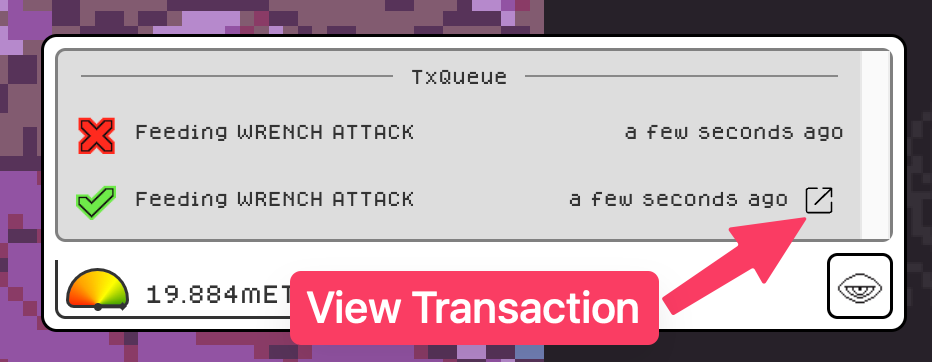 TxQueue
Feeding WRENCH ATTACK a few seconds ago
Feeding WRENCH ATTACK a few seconds ago
19.884mET
View Transaction